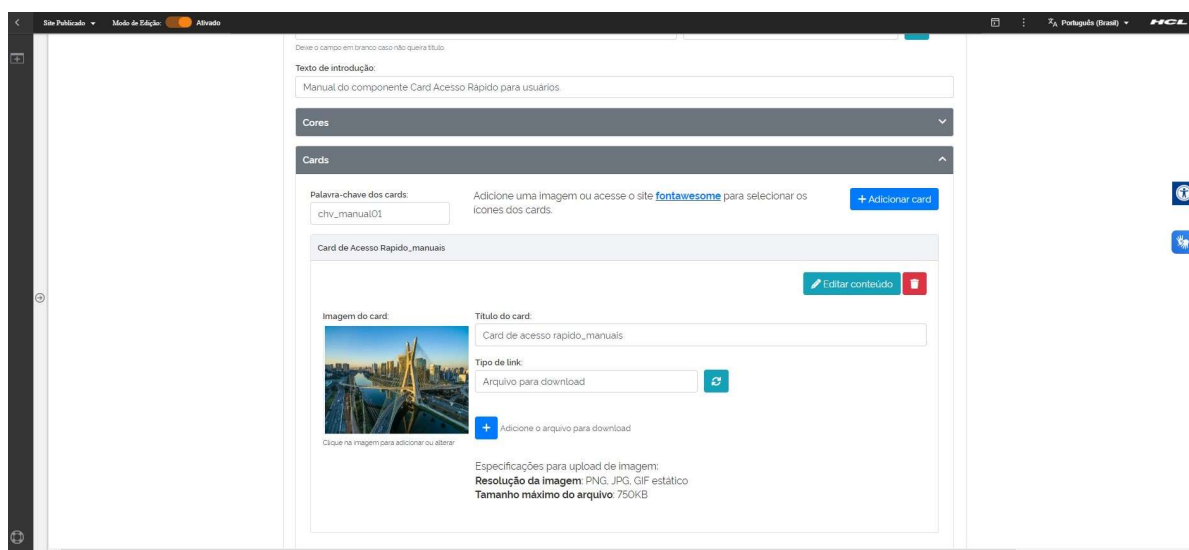 Site Publicado
Modo de Edição:
Ativado
Português (Brasil)
HCL
Deixe o campo em branco caso não queira título.
Texto de introdução:
Manual do componente Card Acesso Rápido para usuários.
Cores
Cards
Palavra-chave dos cards:
chv_manual01
Adicione uma imagem ou acesse o site fontawesome para selecionar os
ícones dos cards.
+ Adicionar card
Card de Acesso Rapido_manuais
Editar conteúdo
Imagem do card:
Clique na imagem para adicionar ou alterar
Título do card:
Card de acesso rapido_manuais
Tipo de link:
Arquivo para download
+ Adicione o arquivo para download
Especificações para upload de imagem:
Resolução da imagem: PNG, JPG, GIF estático
Tamanho máximo do arquivo: 750KB